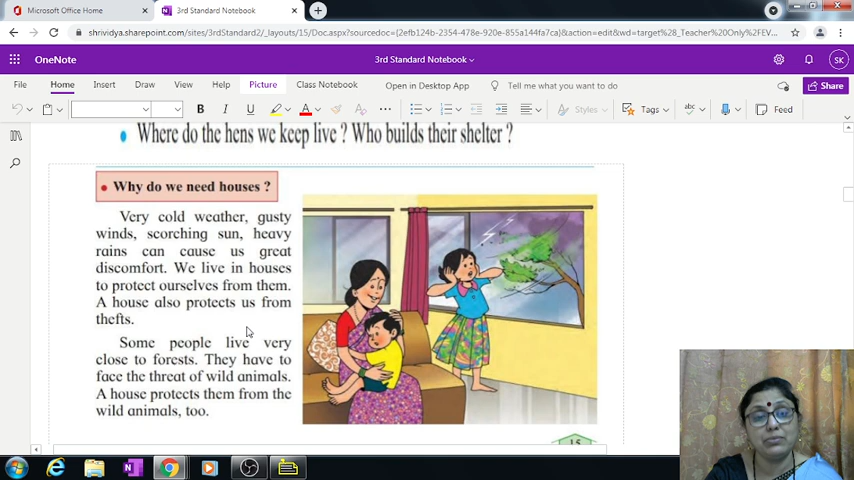 Microsoft Office Home
3rd Standard Notebook
shrividya.sharepoint.com/sites/3rdStandard2/_layouts/15/Doc.aspx?sourcedoc={2efb124b-2354-478e-920e-855a144fa7ca}&action=edit&wd=target%28_Teacher%20Only%2FEV...
OneNote
3rd Standard Notebook
SK
File Home Insert Draw View Help Picture Class Notebook Open in Desktop App Tell me what you want to do Share
B I U A Styles Tags abc Feed
Where do the hens we keep live ? Who builds their shelter ?
Why do we need houses ?
Very cold weather, gusty
winds, scorching sun, heavy
rains can cause us great
discomfort. We live in houses
to protect ourselves from them.
A house also protects us from
thefts.
Some people live very
close to forests. They have to
face the threat of wild animals.
A house protects them from the
wild animals, too.
15